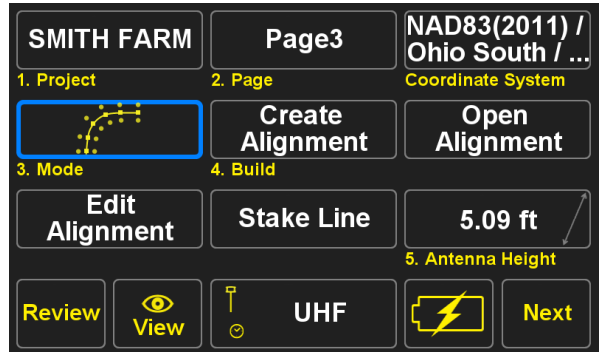 SMITH FARM
Page3
NAD83(2011) /
Ohio South / ...
1. Project
2. Page
Coordinate System
Create
Alignment
Open
Alignment
3. Mode
4. Build
Edit
Alignment
Stake Line
5.09 ft
5. Antenna Height
Review
View
UHF
Next